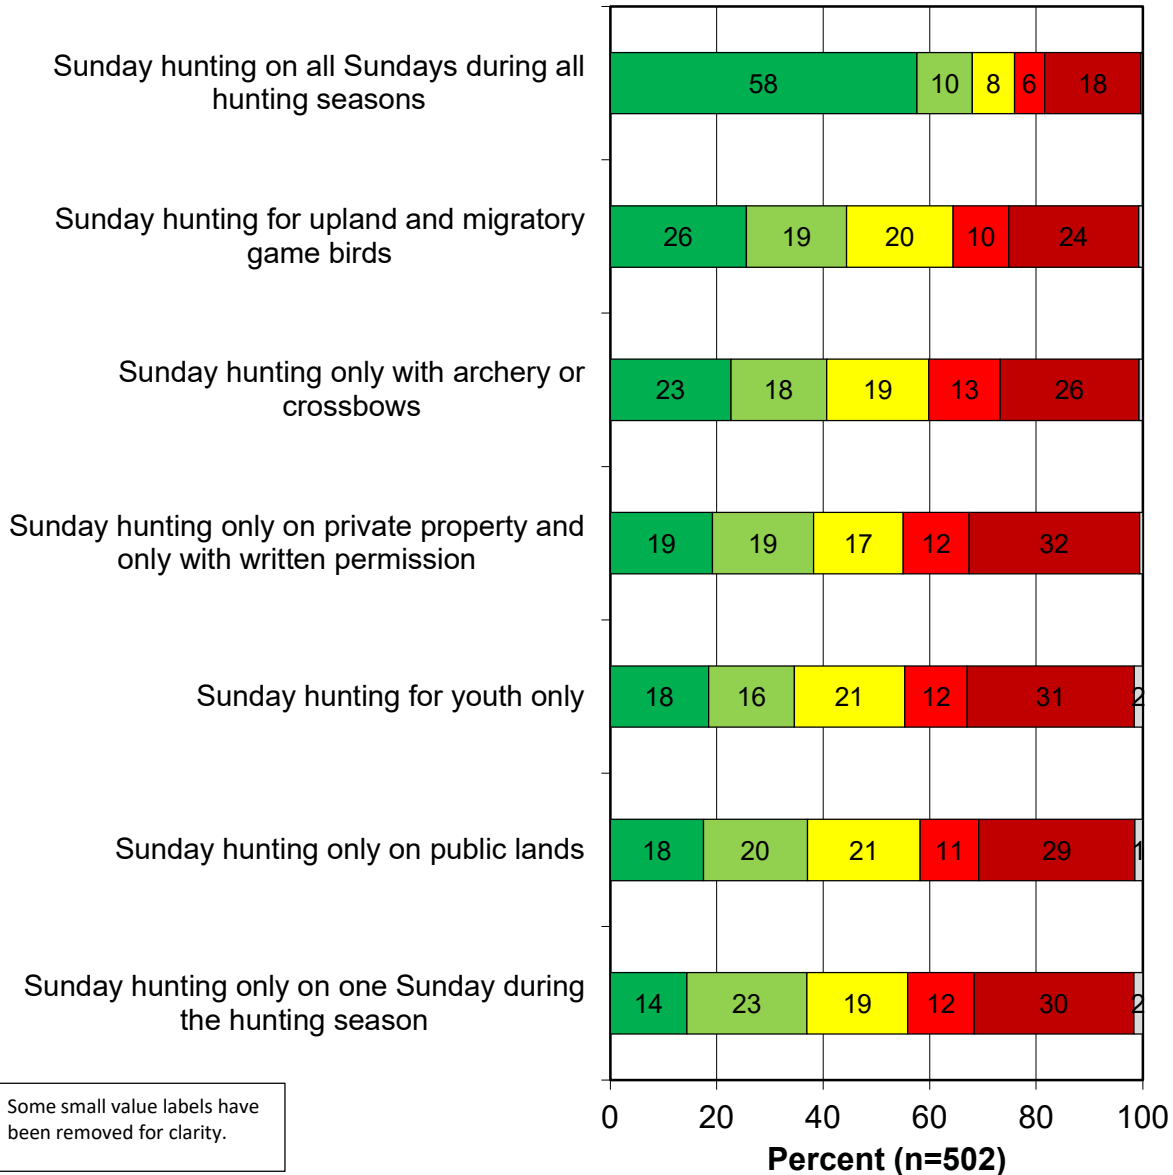 Sunday hunting on all Sundays during all
hunting seasons
58 10 8 6 18
Sunday hunting for upland and migratory
game birds
26 19 20 10 24
Sunday hunting only with archery or
crossbows
23 18 19 13 26
Sunday hunting only on private property and
only with written permission
19 19 17 12 32
Sunday hunting for youth only
18 16 21 12 31 2
Sunday hunting only on public lands
18 20 21 11 29 1
Sunday hunting only on one Sunday during
the hunting season
14 23 19 12 30 2
Some small value labels have
been removed for clarity.
0 20 40 60 80 100
Percent (n=502)